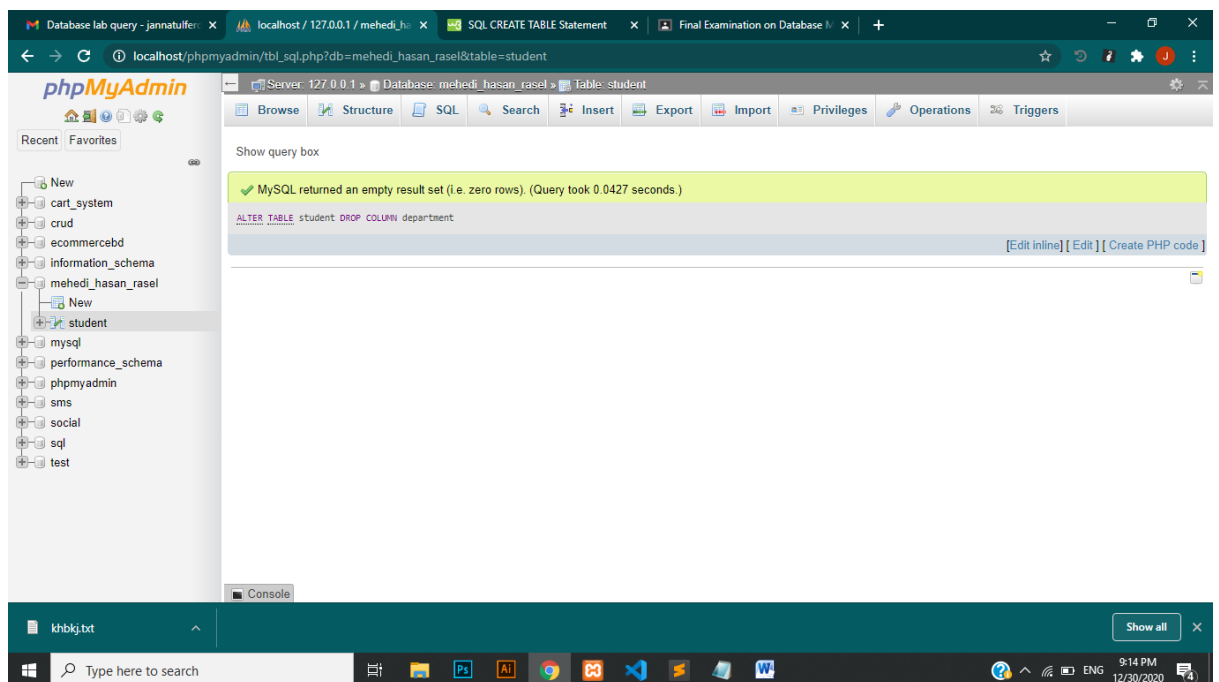 Database lab query - jannatulferc
localhost / 127.0.0.1 / mehedi_ha
SQL CREATE TABLE Statement
Final Examination on Database M
localhost/phpmyadmin/tbl_sql.php?db=mehedi_hasan_rasel&table=student
J
phpMyAdmin
Recent Favorites
New
cart_system
crud
ecommercebd
information_schema
mehedi_hasan_rasel
New
student
mysql
performance_schema
phpmyadmin
sms
social
sql
test
Server: 127.0.0.1 » Database: mehedi_hasan_rasel » Table: student
Browse Structure SQL Search Insert Export Import Privileges Operations Triggers
Show query box
MySQL returned an empty result set (i.e. zero rows). (Query took 0.0427 seconds.)
ALTER TABLE student DROP COLUMN department
[Edit inline] [ Edit ] [ Create PHP code ]
Console
khbkj.txt
Show all
Type here to search
Ps
Ai
W
ENG
9:14 PM
12/30/2020
4